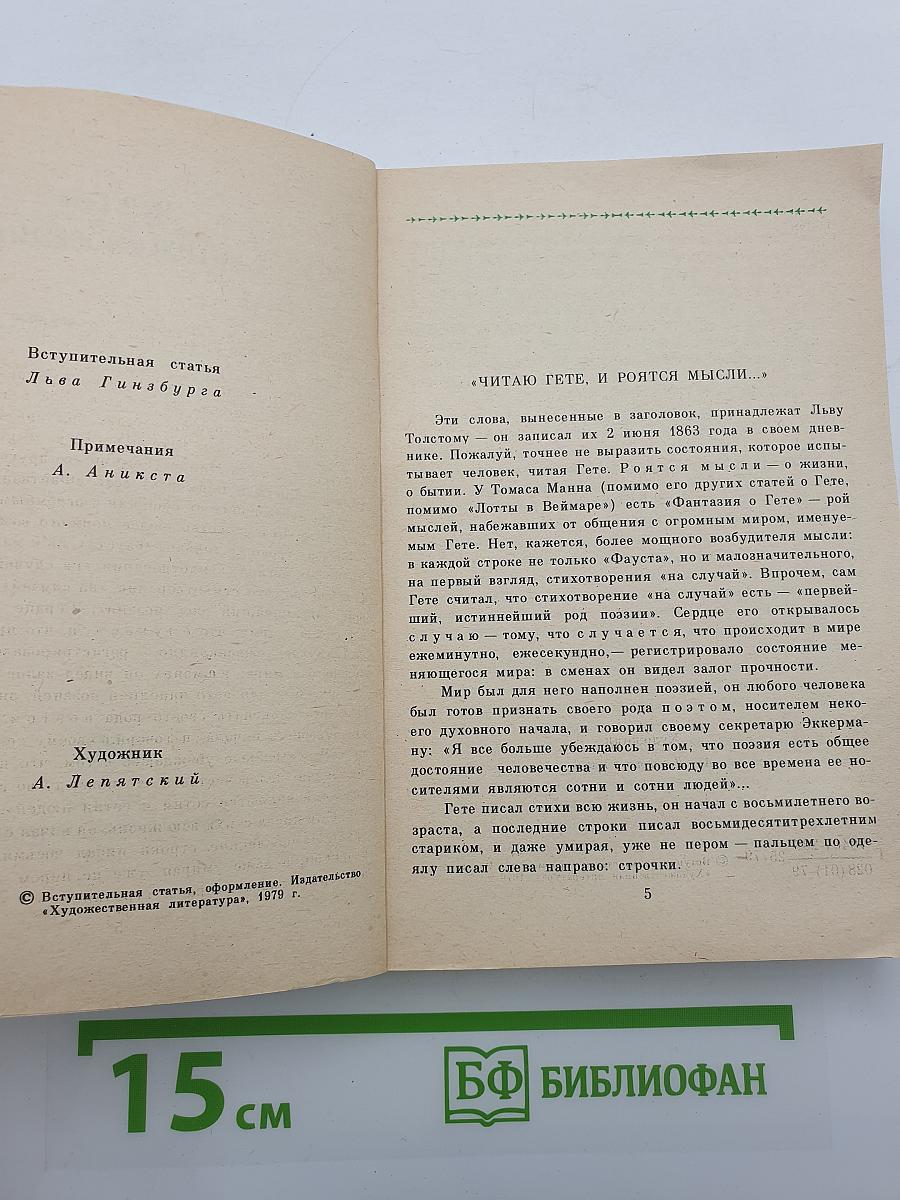 Вступительная статья
Льва Гинзбурга
Примечания
А. Аникста
Художник
А. Лепятский
© Вступительная статья, оформление. Издательство
«Художественная литература», 1979 г.
«ЧИТАЮ ГЕТЕ, И РОЯТСЯ МЫСЛИ...»
Эти слова, вынесенные в заголовок, принадлежат Льву
Толстому — он записал их 2 июня 1863 года в своем днев-
нике. Пожалуй, точнее не выразить состояния, которое испы-
тывает человек, читая Гете. Роятся мысли — о жизни,
о бытии. У Томаса Манна (помимо его других статей о Гете,
помимо «Лотты в Веймаре») есть «Фантазия о Гете» — рой
мыслей, набежавших от общения с огромным миром, именуе-
мым Гете. Нет, кажется, более мощного возбудителя мысли:
в каждой строке не только «Фауста», но и малозначительного,
на первый взгляд, стихотворения «на случай». Впрочем, сам
Гете считал, что стихотворение «на случай» есть — «первей-
ший, истиннейший род поэзии». Сердце его открывалось
случаю — тому, что случается, что происходит в мире
ежеминутно, ежесекундно,— регистрировало состояние ме-
няющегося мира: в сменах он видел залог прочности.
Мир был для него наполнен поэзией, он любого человека
был готов признать своего рода поэтом, носителем неко-
его духовного начала, и говорил своему секретарю Эккерма-
ну: «Я все больше убеждаюсь в том, что поэзия есть общее
достояние человечества и что повсюду во все времена ее но-
сителями являются сотни и сотни людей»...
Гете писал стихи всю жизнь, он начал с восьмилетнего во-
зраста, а последние строки писал восьмидесятитрехлетним
стариком, и даже умирая, уже не пером — пальцем по оде-
ялу писал слева направо: строчки.
5
15 см
БФ БИБЛИОФАН